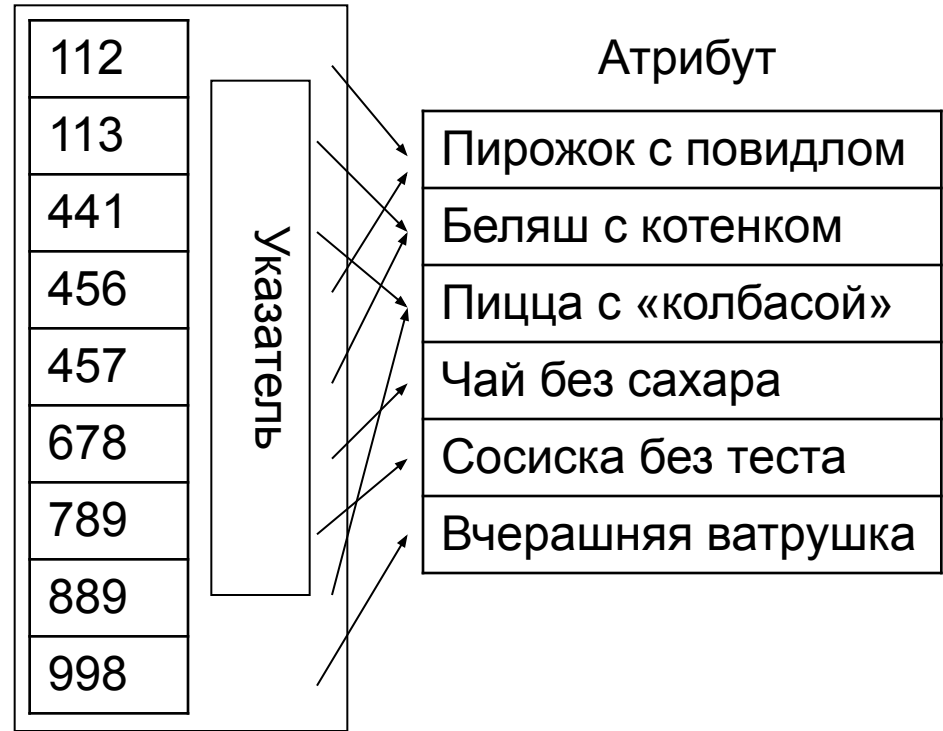 112
113
441
456
457
678
789
889
998
Указатель
Атрибут
Пирожок с повидлом
Беляш с котенком
Пицца с «колбасой»
Чай без сахара
Сосиска без теста
Вчерашняя ватрушка